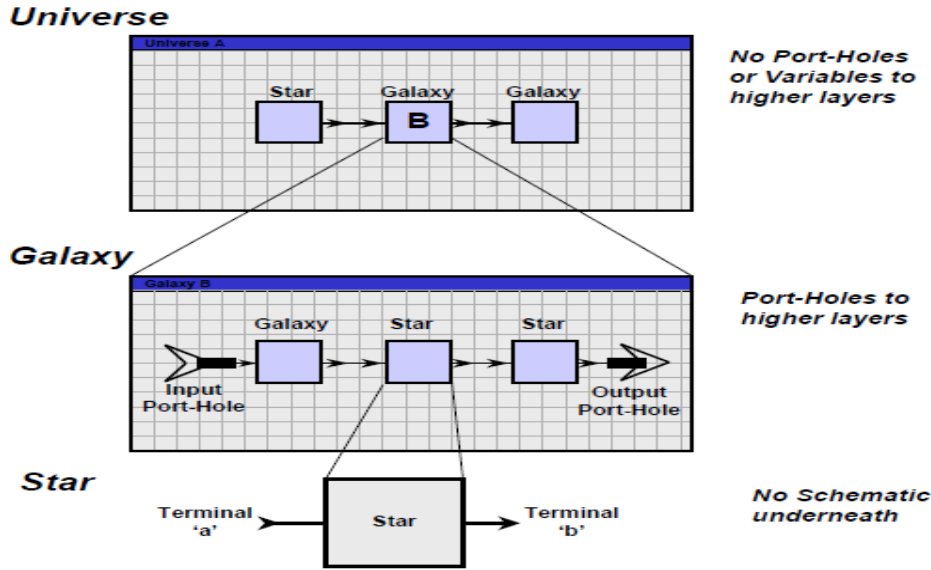 Universe
Universe A
No Port-Holes
or Variables to
higher layers
Star
Galaxy
Galaxy
B
Galaxy
Galaxy B
Port-Holes to
higher layers
Galaxy
Star
Star
Input
Port-Hole
Output
Port-Hole
Star
Terminal
‘a’
Star
Terminal
‘b’
No Schematic
underneath